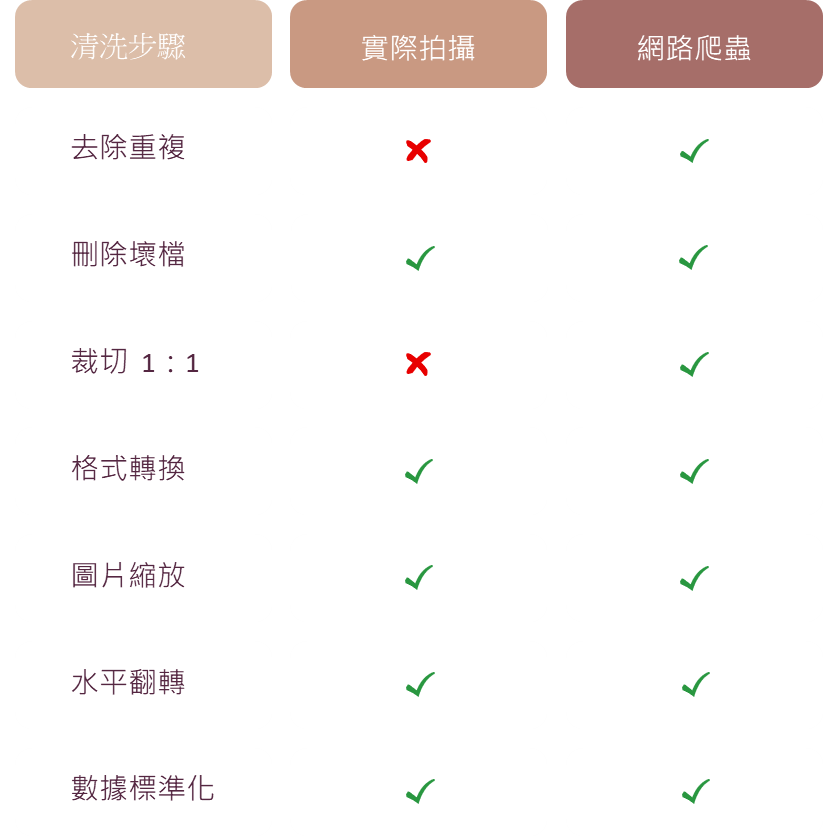 清洗步驟 實際拍攝 網路爬蟲
去除重複
刪除壞檔
裁切 1：1
格式轉換
圖片縮放
水平翻轉
數據標準化